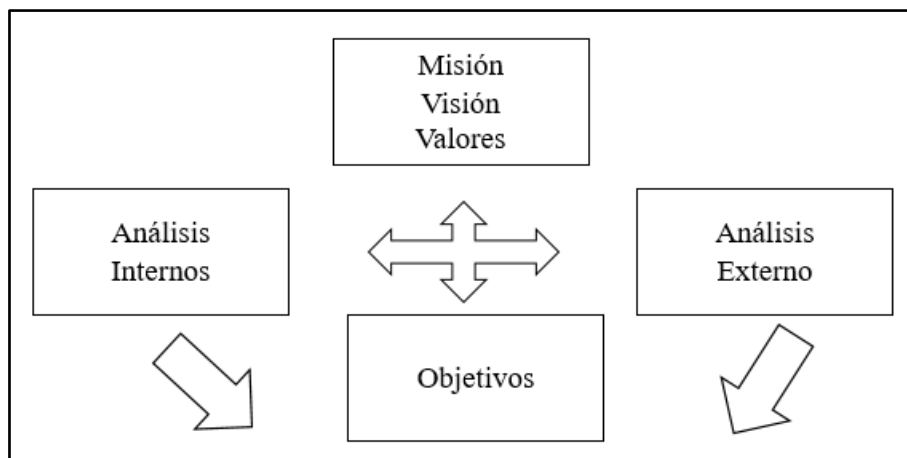 Misión
Visión
Valores
Análisis
Internos
Análisis
Externo
Objetivos